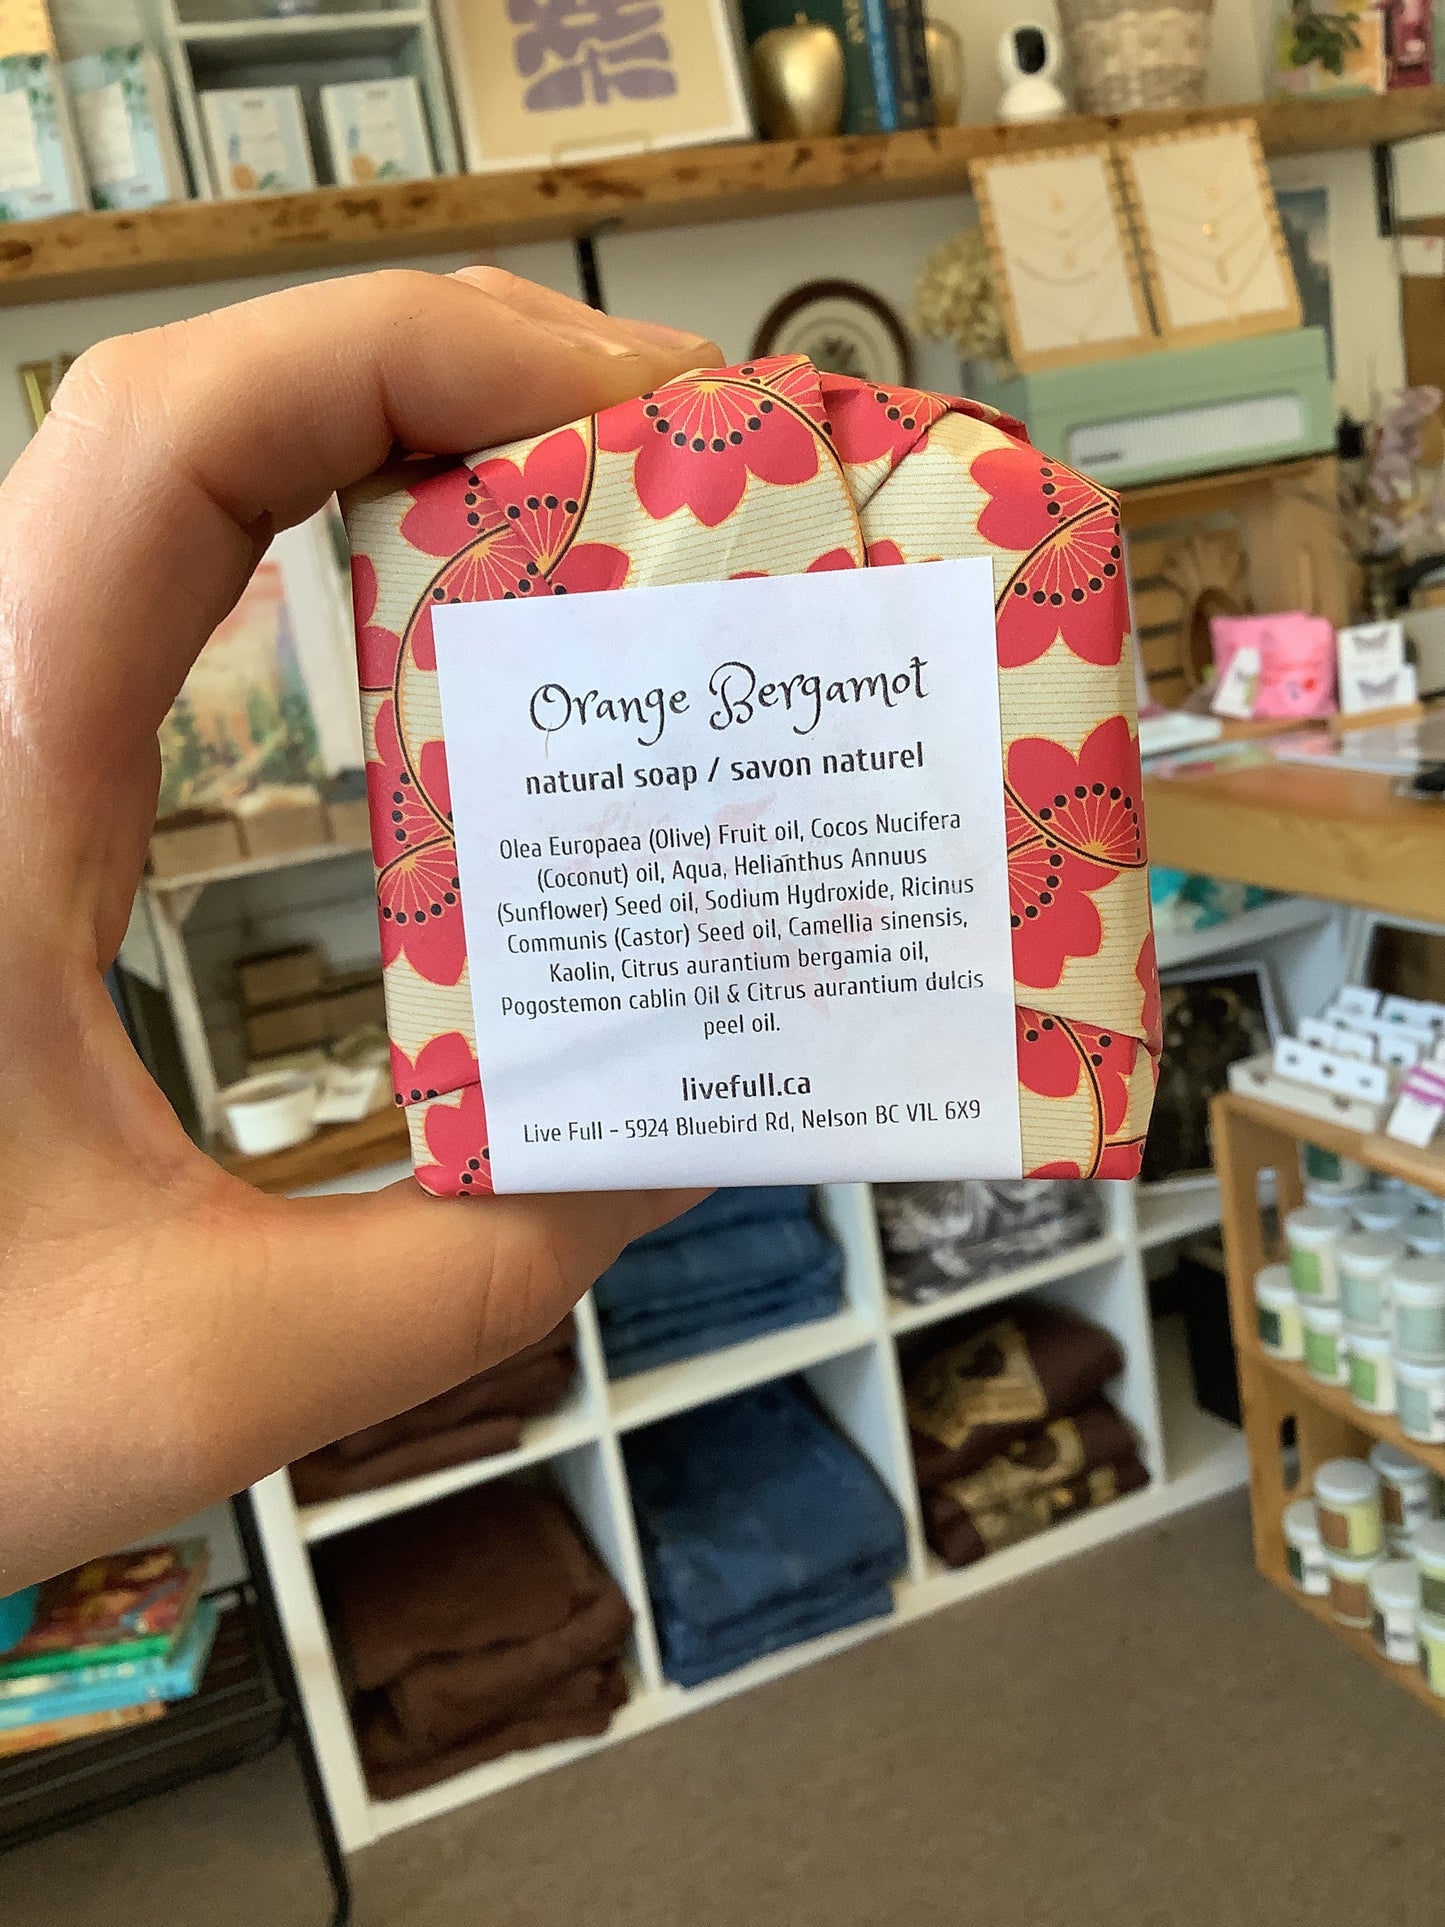 Orange Bergamot
natural soap / savon naturel
Olea Europaea (Olive) Fruit oil, Cocos Nucifera
(Coconut) oil, Aqua, Helianthus Annuus
(Sunflower) Seed oil, Sodium Hydroxide, Ricinus
Communis (Castor) Seed oil, Camellia sinensis,
Kaolin, Citrus aurantium bergamia oil,
Pogostemon cablin Oil & Citrus aurantium dulcis
peel oil.
livefull.ca
Live Full - 5924 Bluebird Rd, Nelson BC V1L 6X9